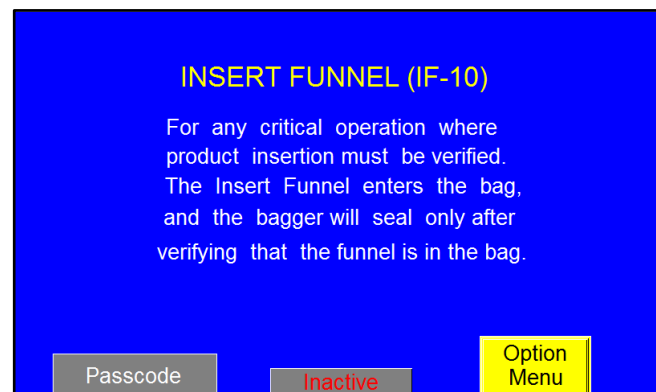 INSERT FUNNEL (IF-10)
For any critical operation where
product insertion must be verified.
The Insert Funnel enters the bag,
and the bagger will seal only after
verifying that the funnel is in the bag.
Passcode
Inactive
Option
Menu